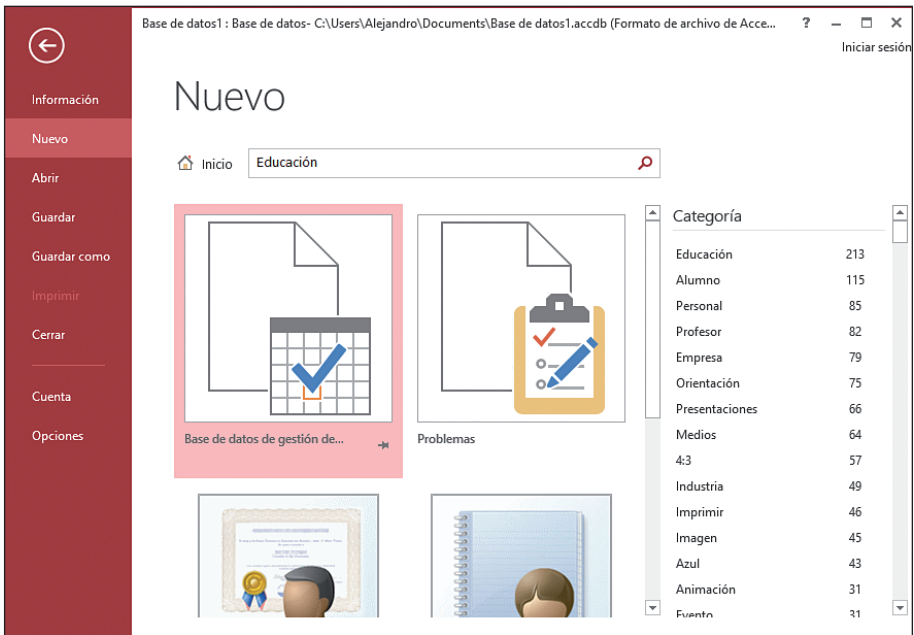 Base de datos1 : Base de datos- C:\Users\Alejandro\Documents\Base de datos1.accdb (Formato de archivo de Acce... ?
Iniciar sesión
Información
Nuevo
Abrir
Guardar
Guardar como
Imprimir
Cerrar
Cuenta
Opciones
Nuevo
Inicio
Educación
Base de datos de gestión de...
Problemas
Categoría
Educación 213
Alumno 115
Personal 85
Profesor 82
Empresa 79
Orientación 75
Presentaciones 66
Medios 64
4:3 57
Industria 49
Imprimir 46
Imagen 45
Azul 43
Animación 31
Evento 31